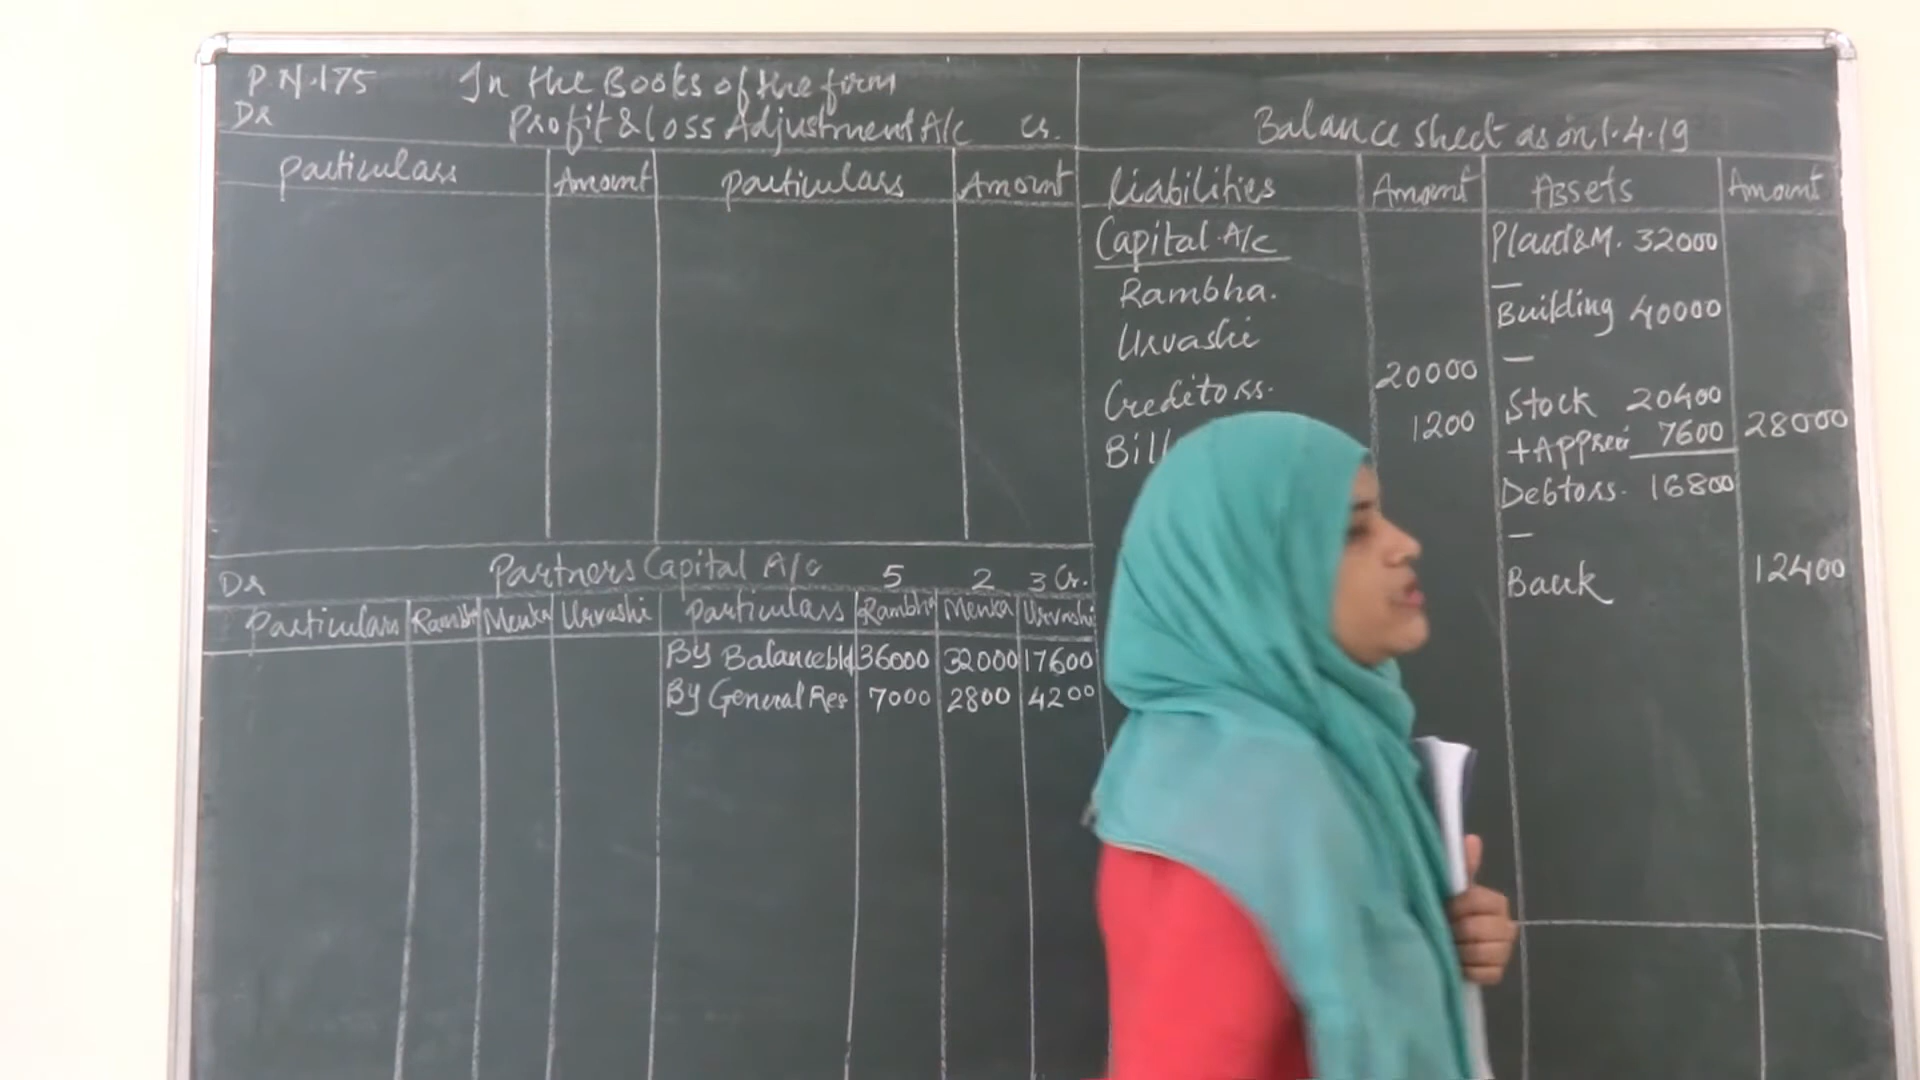 P.N.175 In the Books of the firm
Dr Profit & Loss Adjustment A/c Cr.
Particulars Amount Particulars Amount
Partners Capital A/c 5 2 3 Cr.
Dr
Particulars Rambha Menka Urvashi Particulars Rambha Menka Urvashi
By Balance b/d 36000 32000 17600
By General Res 7000 2800 4200
Balance sheet as on 1.4.19
Liabilities Amount Assets Amount
Capital A/c
Rambha.
Urvashi
Creditors. 20000
Bill 1200
Plant & M. 32000
Building 40000
Stock 20400
+ Appreci 7600 28000
Debtors. 16800
Bank 12400